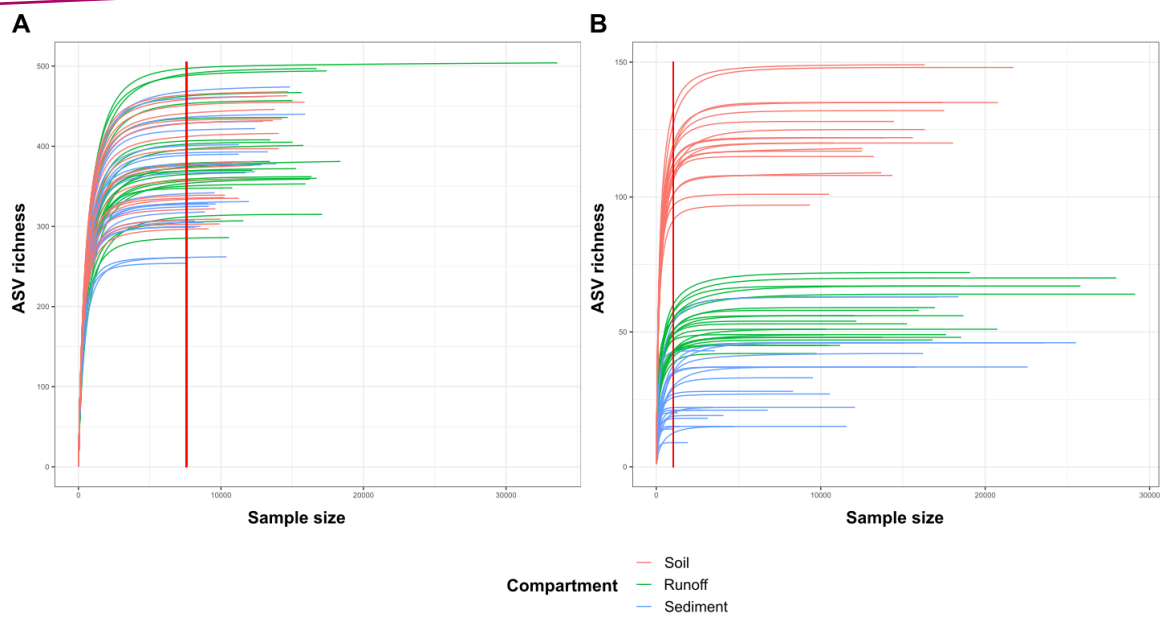 A
B
500
400
300
200
100
0
ASV richness
0 10000 20000 30000
Sample size
150
100
50
0
ASV richness
0 10000 20000 30000
Sample size
Compartment
Soil
Runoff
Sediment